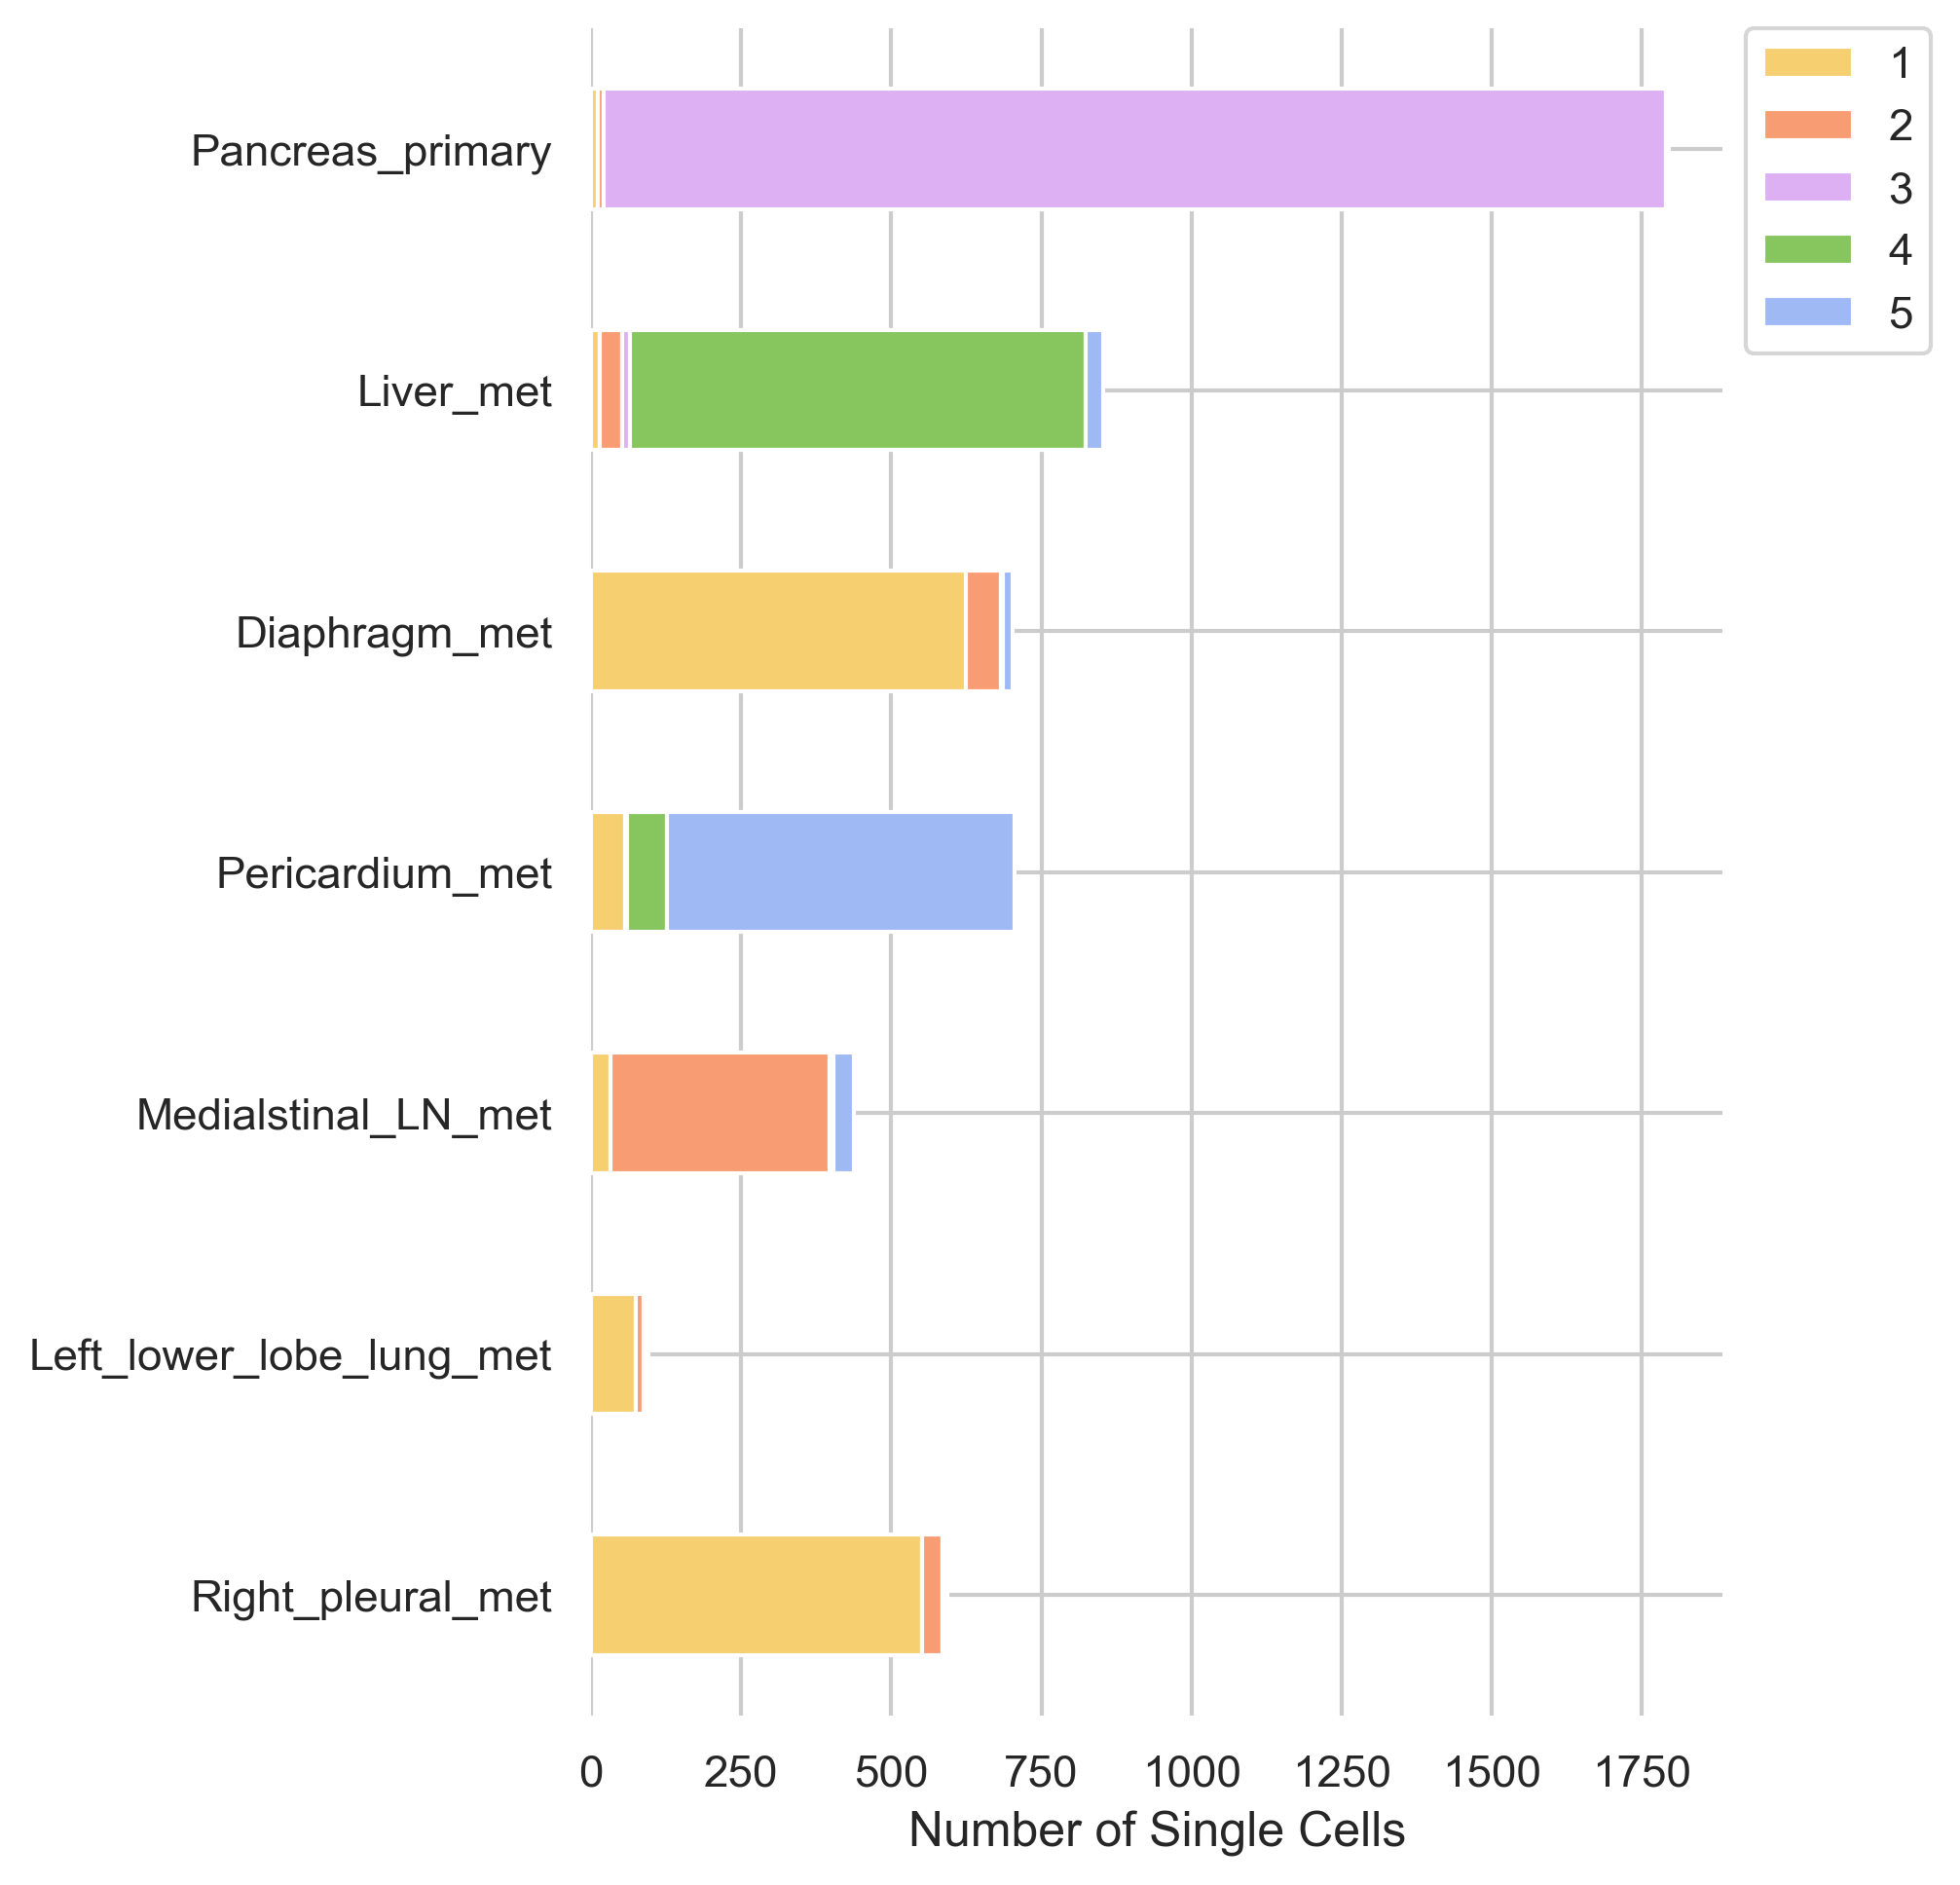 1
2
3
4
5
Pancreas_primary
Liver_met
Diaphragm_met
Pericardium_met
Medialstinal_LN_met
Left_lower_lobe_lung_met
Right_pleural_met
0 250 500 750 1000 1250 1500 1750
Number of Single Cells